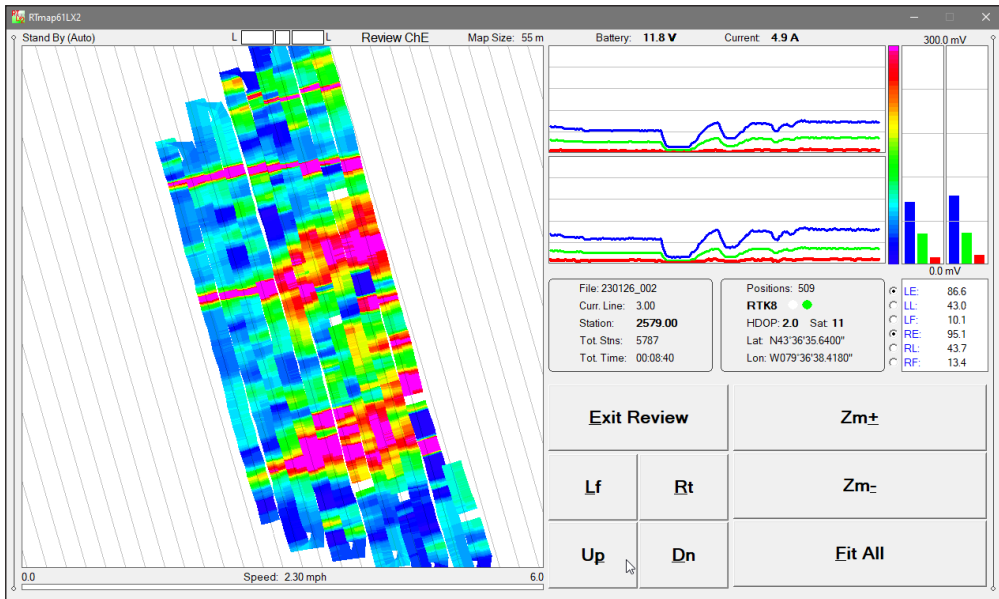 RTmap61LX2
Stand By (Auto) L L Review ChE Map Size: 55 m Battery: 11.8 V Current: 4.9 A 300.0 mV
0.0 mV
File: 230126_002
Curr. Line: 3.00
Station: 2579.00
Tot. Stns: 5787
Tot. Time: 00:08:40
Positions: 509
RTK8
HDOP: 2.0 Sat: 11
Lat: N43°36'35.6400"
Lon: W079°36'38.4180"
LE: 86.6
LL: 43.0
LF: 10.1
RE: 95.1
RL: 43.7
RF: 13.4
Exit Review Zm+
Lf Rt Zm-
Up Dn Fit All
0.0 Speed: 2.30 mph 6.0